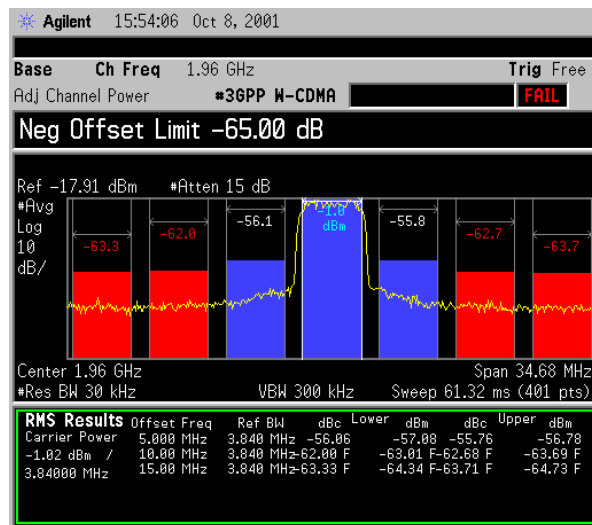 Agilent 15:54:06 Oct 8, 2001
Base Ch Freq 1.96 GHz Trig Free
Adj Channel Power #3GPP W-CDMA FAIL
Neg Offset Limit -65.00 dB
Ref -17.91 dBm #Atten 15 dB
#Avg
Log
10
dB/
-63.3 -62.0 -56.1 -1.0 dBm -55.8 -62.7 -63.7
Center 1.96 GHz Span 34.68 MHz
#Res BW 30 kHz VBW 300 kHz Sweep 61.32 ms (401 pts)
RMS Results Offset Freq Ref BW dBc Lower dBm dBc Upper dBm
Carrier Power 5.000 MHz 3.840 MHz -56.06 -57.08 -55.76 -56.78
-1.02 dBm / 10.00 MHz 3.840 MHz-62.00 F -63.01 F-62.68 F -63.69 F
3.84000 MHz 15.00 MHz 3.840 MHz-63.33 F -64.34 F-63.71 F -64.73 F